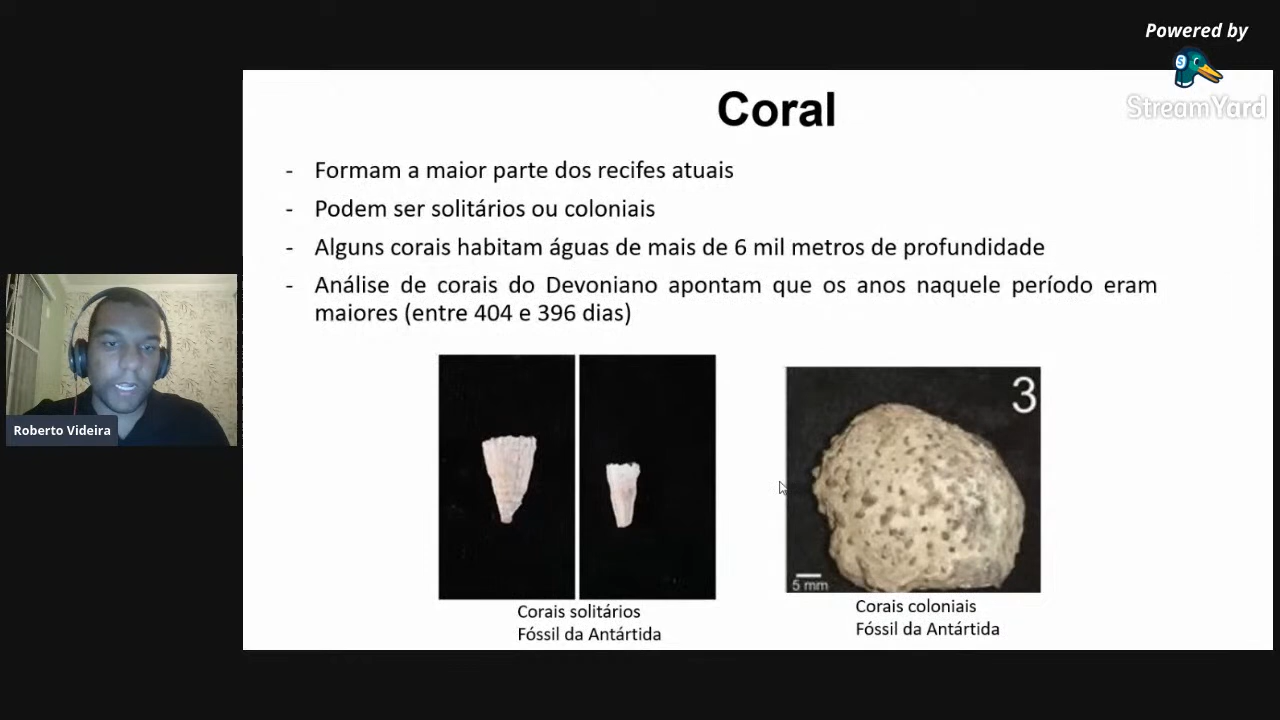 Powered by
StreamYard
Coral
- Formam a maior parte dos recifes atuais
- Podem ser solitários ou coloniais
- Alguns corais habitam águas de mais de 6 mil metros de profundidade
- Análise de corais do Devoniano apontam que os anos naquele período eram
maiores (entre 404 e 396 dias)
Roberto Videira
3
5 mm
Corais solitários
Fóssil da Antártida
Corais coloniais
Fóssil da Antártida